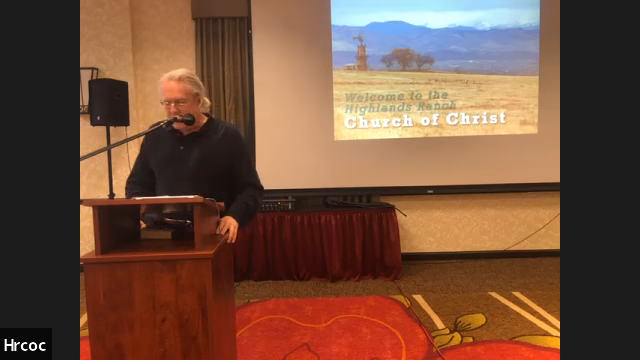 Welcome to the
Highlands Ranch
Church of Christ
Hrcoc